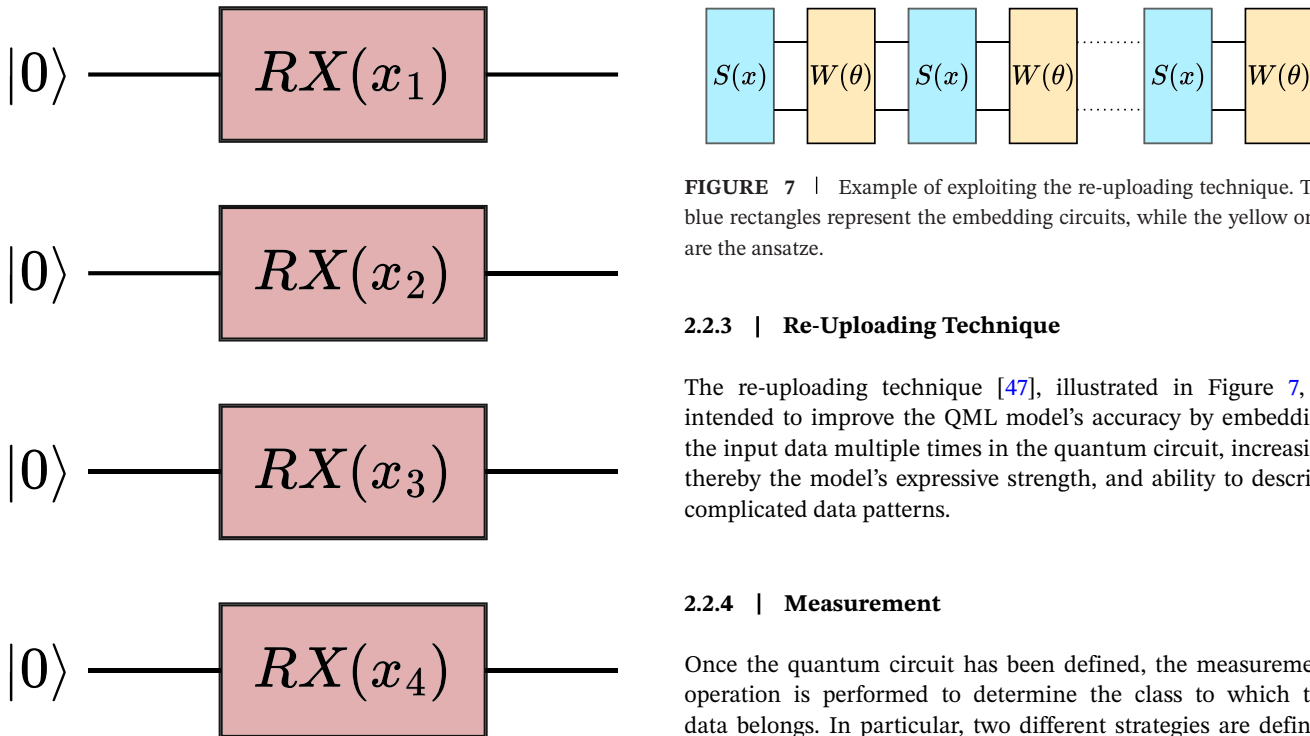 |0⟩ RX(x₁)
|0⟩ RX(x₂)
|0⟩ RX(x₃)
|0⟩ RX(x₄)
S(x) W(θ) S(x) W(θ) S(x) W(θ)
FIGURE 7 | Example of exploiting the re-uploading technique. T
blue rectangles represent the embedding circuits, while the yellow on
are the ansatze.
2.2.3 | Re-Uploading Technique
The re-uploading technique [47], illustrated in Figure 7,
intended to improve the QML model's accuracy by embeddi
the input data multiple times in the quantum circuit, increasi
thereby the model's expressive strength, and ability to descri
complicated data patterns.
2.2.4 | Measurement
Once the quantum circuit has been defined, the measureme
operation is performed to determine the class to which t
data belongs. In particular, two different strategies are defin